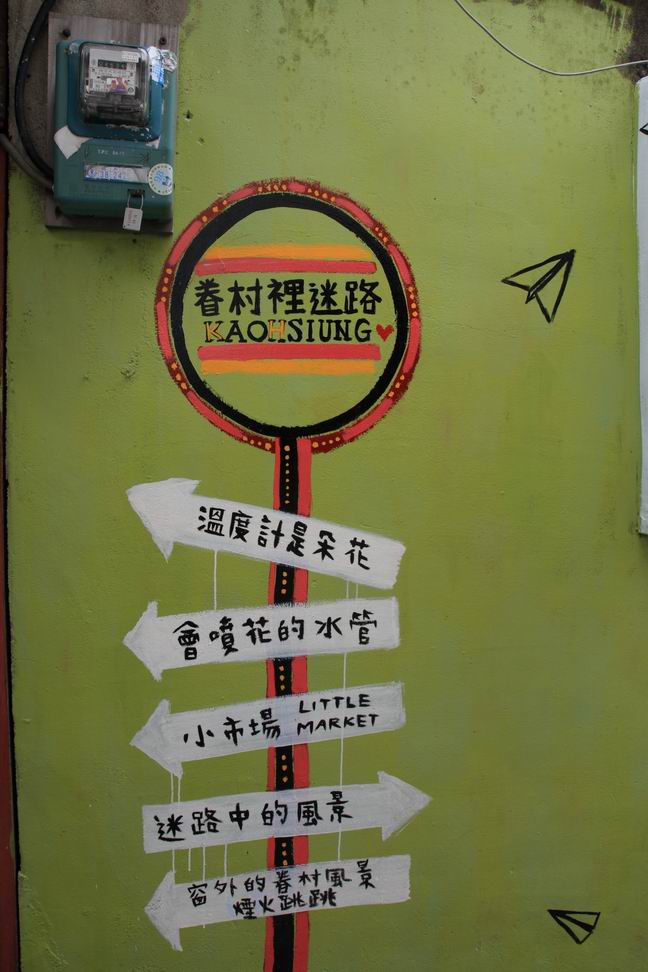 眷村裡迷路
KAOHSIUNG
溫度計是朵花
會噴花的水管
小市場 LITTLE
MARKET
迷路中的風景
窗外的眷村風景
煙火跳跳